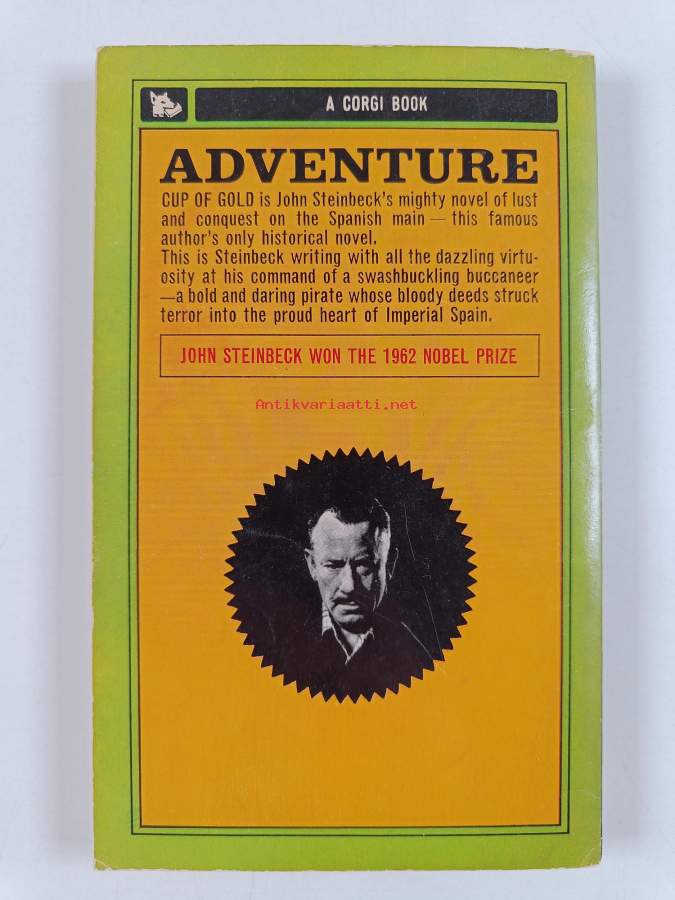 A CORGI BOOK
ADVENTURE
CUP OF GOLD is John Steinbeck's mighty novel of lust
and conquest on the Spanish main — this famous
author's only historical novel.
This is Steinbeck writing with all the dazzling virtu-
osity at his command of a swashbuckling buccaneer
—a bold and daring pirate whose bloody deeds struck
terror into the proud heart of Imperial Spain.
JOHN STEINBECK WON THE 1962 NOBEL PRIZE
Antikvariaatti.net